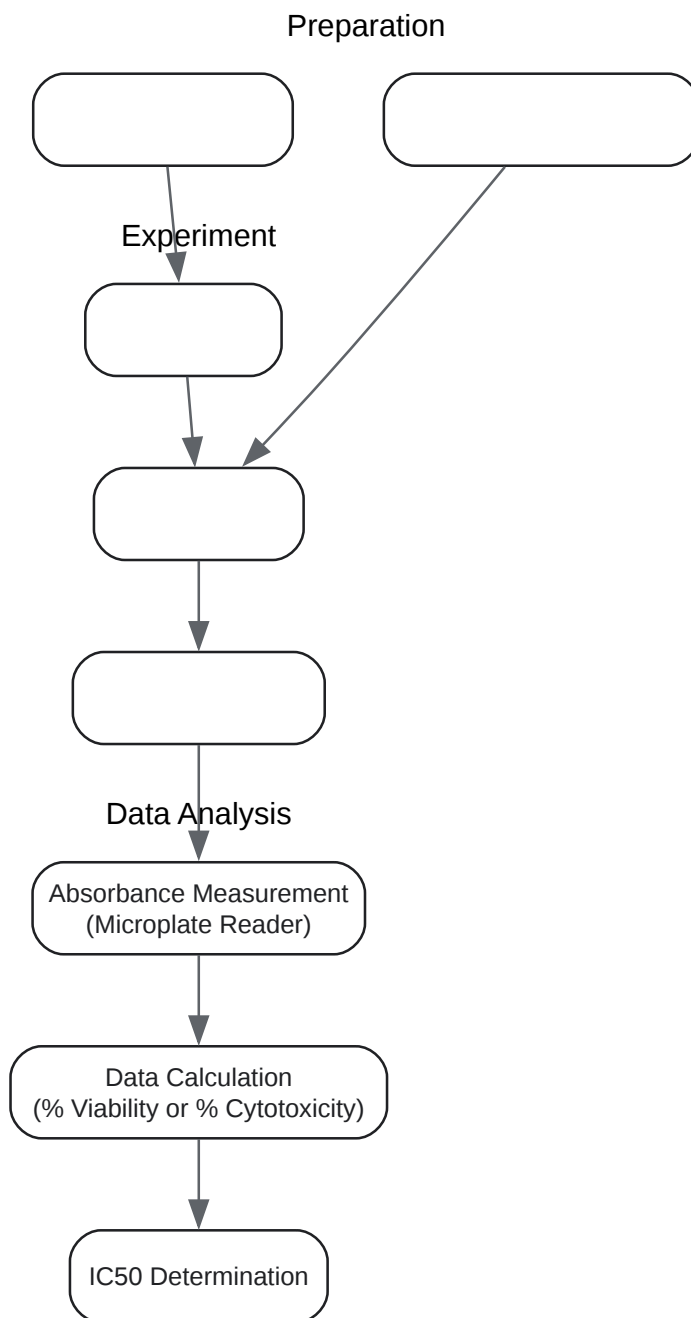 Preparation
Experiment
Data Analysis
Absorbance Measurement
(Microplate Reader)
Data Calculation
(% Viability or % Cytotoxicity)
IC50 Determination